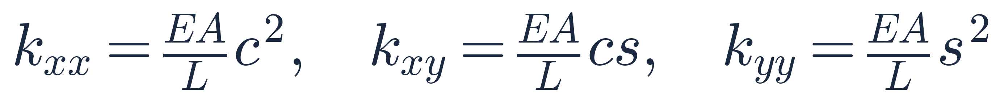 $k_{xx} = \frac{EA}{L} c^2, \quad k_{xy} = \frac{EA}{L} cs, \quad k_{yy} = \frac{EA}{L} s^2$